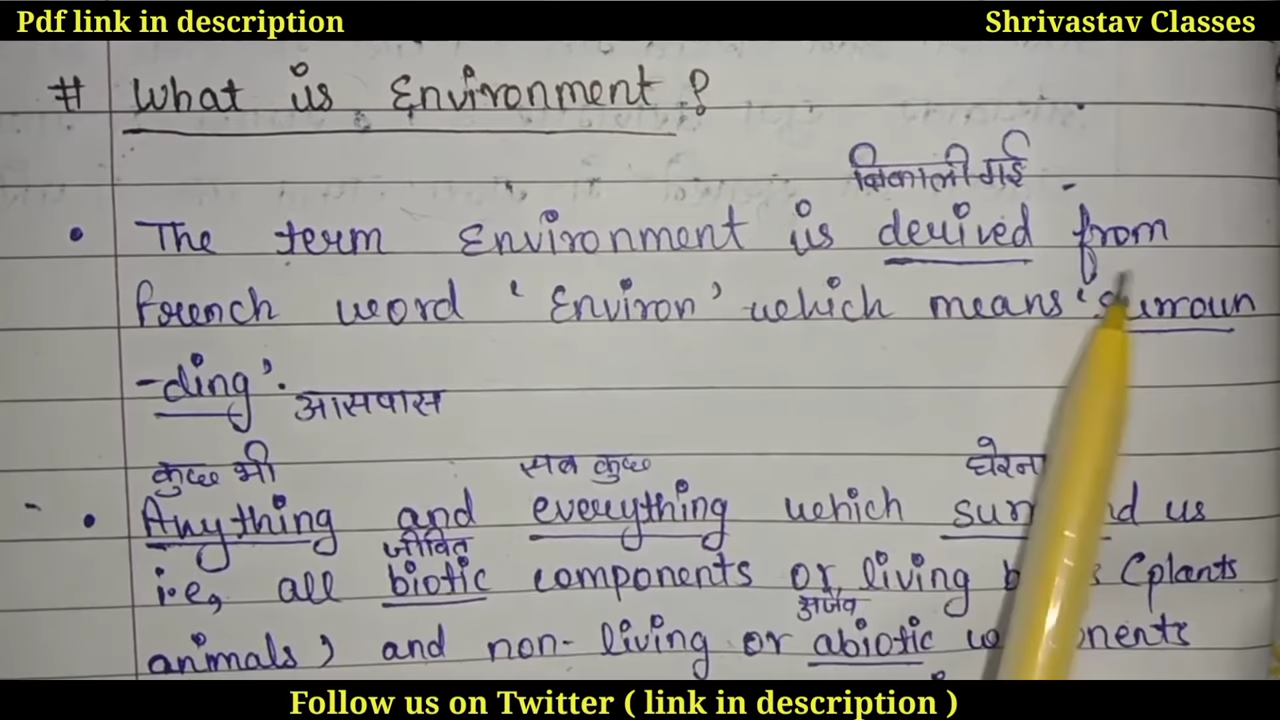 Pdf link in description
Shrivastav Classes
# What is Environment ?
निकाली गई
• The term Environment is derived from
french word ‘Environ’ which means ‘surroun
-ding’. आसपास
कुछ भी सब कुछ घेरना
• Anything and everything which us
जीवित
i.e, all biotic components or living (plants
अजैव
animals) and non-living or abiotic
Follow us on Twitter ( link in description )